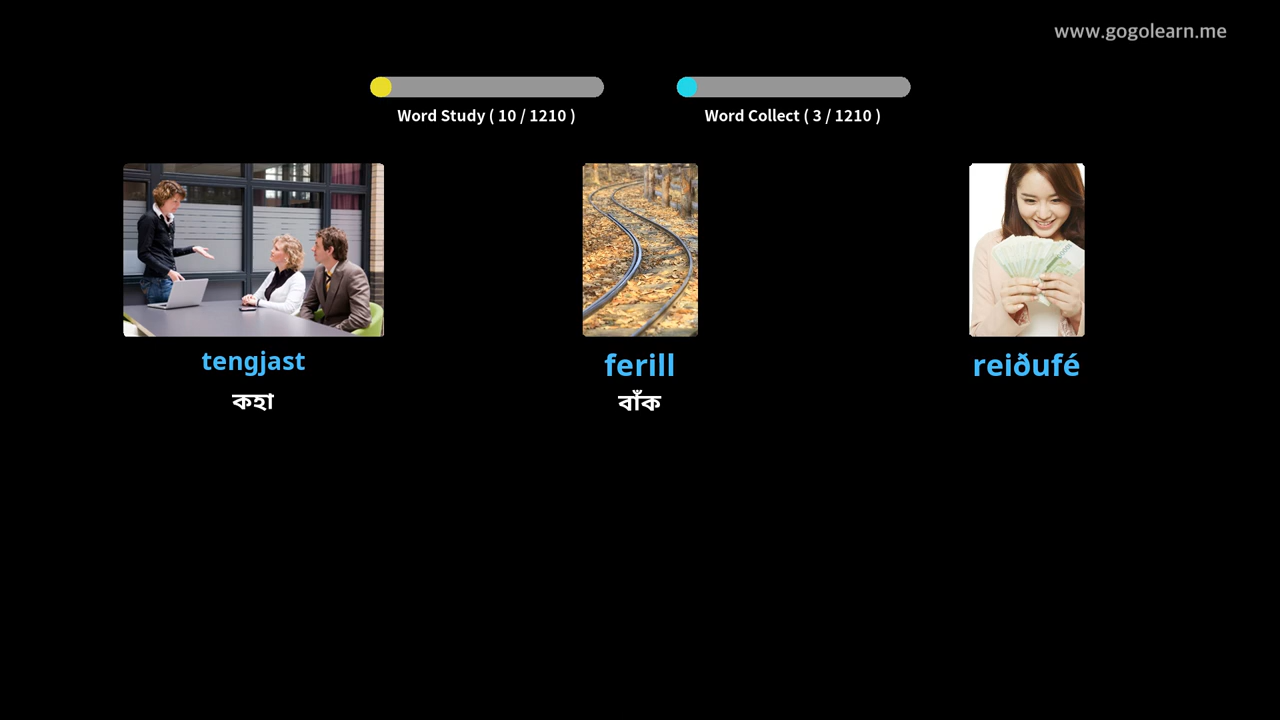 www.gogolearn.me
Word Study ( 10 / 1210 )
Word Collect ( 3 / 1210 )
tengjast
ferill
reiðufé
কহা
বাঁক